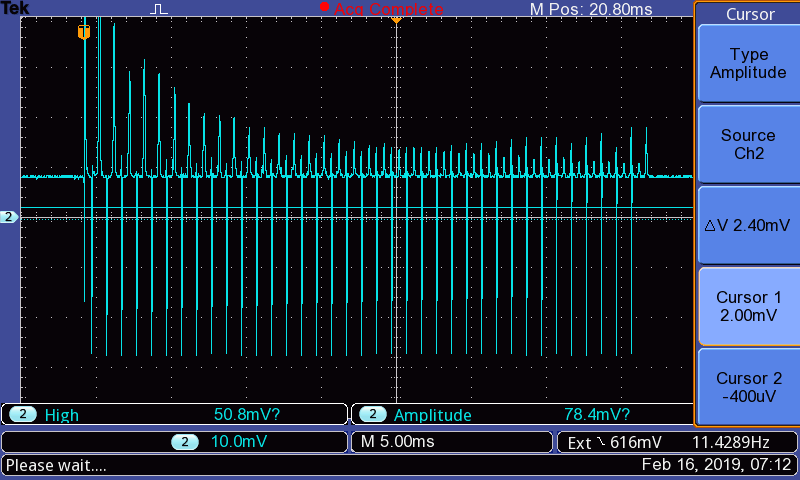 Tek
Acq Complete
M Pos: 20.80ms
Cursor
Type
Amplitude
Source
Ch2
△V 2.40mV
Cursor 1
2.00mV
Cursor 2
-400uV
2
2 High 50.8mV?
2 Amplitude 78.4mV?
2 10.0mV
M 5.00ms
Ext 616mV 11.4289Hz
Please wait....
Feb 16, 2019, 07:12